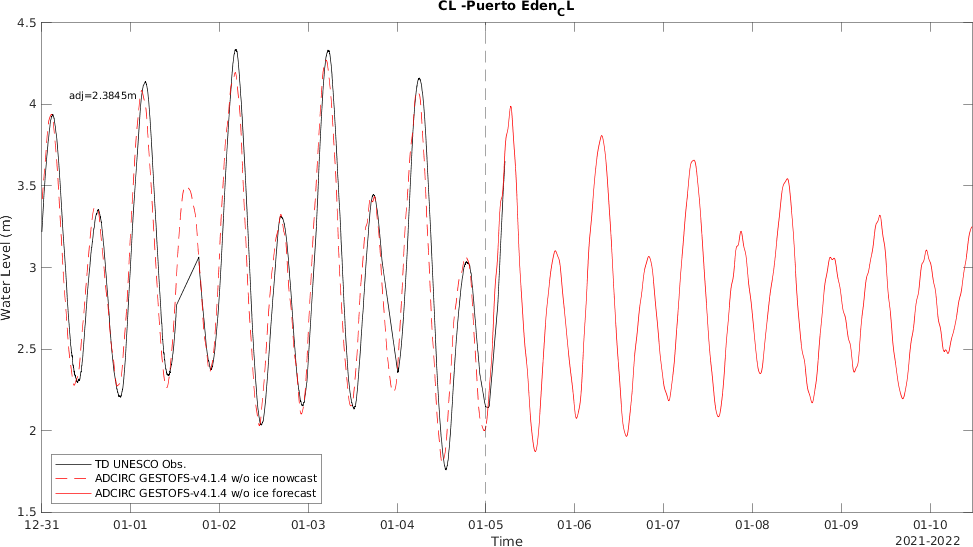 CL -Puerto Eden_CL
4.5
4
3.5
3
2.5
2
1.5
Water Level (m)
adj=2.3845m
TD UNESCO Obs.
ADCIRC GESTOFS-v4.1.4 w/o ice nowcast
ADCIRC GESTOFS-v4.1.4 w/o ice forecast
12-31 01-01 01-02 01-03 01-04 01-05 01-06 01-07 01-08 01-09 01-10
Time
2021-2022